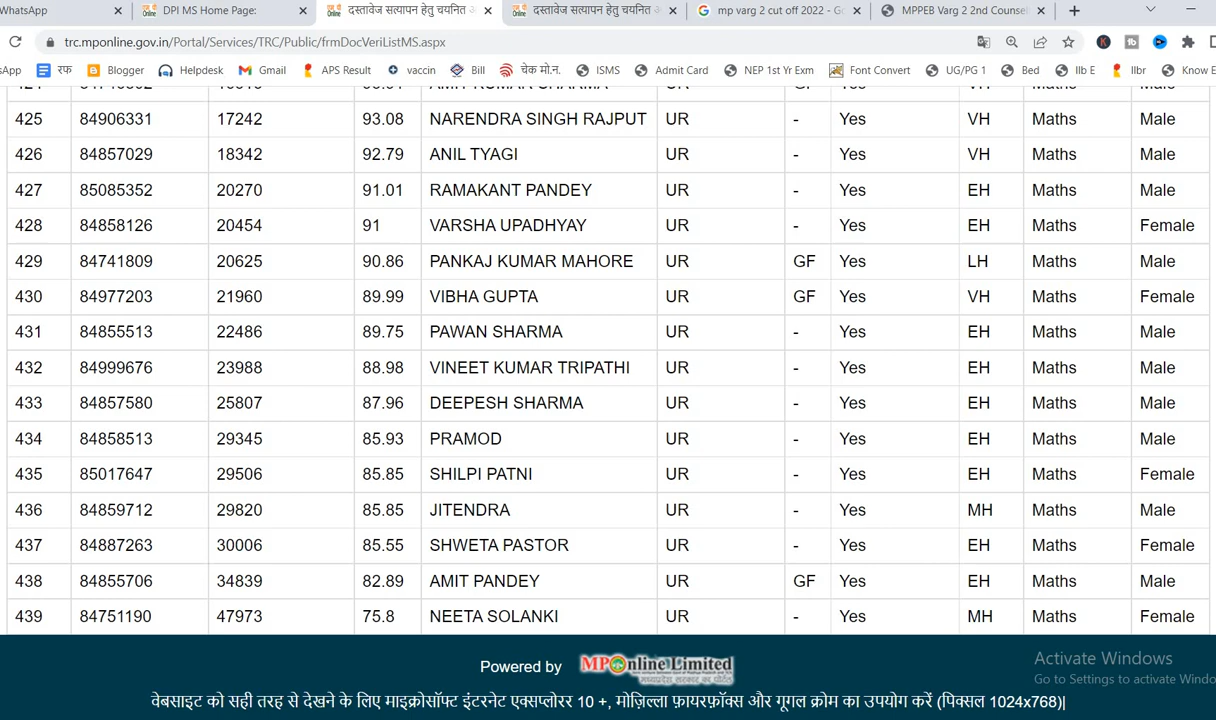 WhatsApp
DPI MS Home Page:
दस्तावेज सत्यापन हेतु चयनित अ
दस्तावेज सत्यापन हेतु चयनित अ
mp varg 2 cut off 2022 - G
MPPEB Varg 2 2nd Counsel
trc.mponline.gov.in/Portal/Services/TRC/Public/frmDocVeriListMS.aspx
sApp रफ Blogger Helpdesk Gmail APS Result vaccin Bill चेक मो.न. ISMS Admit Card NEP 1st Yr Exm Font Convert UG/PG 1 Bed IIb E IIbr Know E
425 84906331 17242 93.08 NARENDRA SINGH RAJPUT UR - Yes VH Maths Male
426 84857029 18342 92.79 ANIL TYAGI UR - Yes VH Maths Male
427 85085352 20270 91.01 RAMAKANT PANDEY UR - Yes EH Maths Male
428 84858126 20454 91 VARSHA UPADHYAY UR - Yes EH Maths Female
429 84741809 20625 90.86 PANKAJ KUMAR MAHORE UR GF Yes LH Maths Male
430 84977203 21960 89.99 VIBHA GUPTA UR GF Yes VH Maths Female
431 84855513 22486 89.75 PAWAN SHARMA UR - Yes EH Maths Male
432 84999676 23988 88.98 VINEET KUMAR TRIPATHI UR - Yes EH Maths Male
433 84857580 25807 87.96 DEEPESH SHARMA UR - Yes EH Maths Male
434 84858513 29345 85.93 PRAMOD UR - Yes EH Maths Male
435 85017647 29506 85.85 SHILPI PATNI UR - Yes EH Maths Female
436 84859712 29820 85.85 JITENDRA UR - Yes MH Maths Male
437 84887263 30006 85.55 SHWETA PASTOR UR - Yes EH Maths Female
438 84855706 34839 82.89 AMIT PANDEY UR GF Yes EH Maths Male
439 84751190 47973 75.8 NEETA SOLANKI UR - Yes MH Maths Female
Powered by MPOnline Limited
Activate Windows
Go to Settings to activate Windo
वेबसाइट को सही तरह से देखने के लिए माइक्रोसॉफ्ट इंटरनेट एक्सप्लोरर 10 +, मोज़िल्ला फ़ायरफ़ॉक्स और गूगल क्रोम का उपयोग करें (पिक्सल 1024x768)|